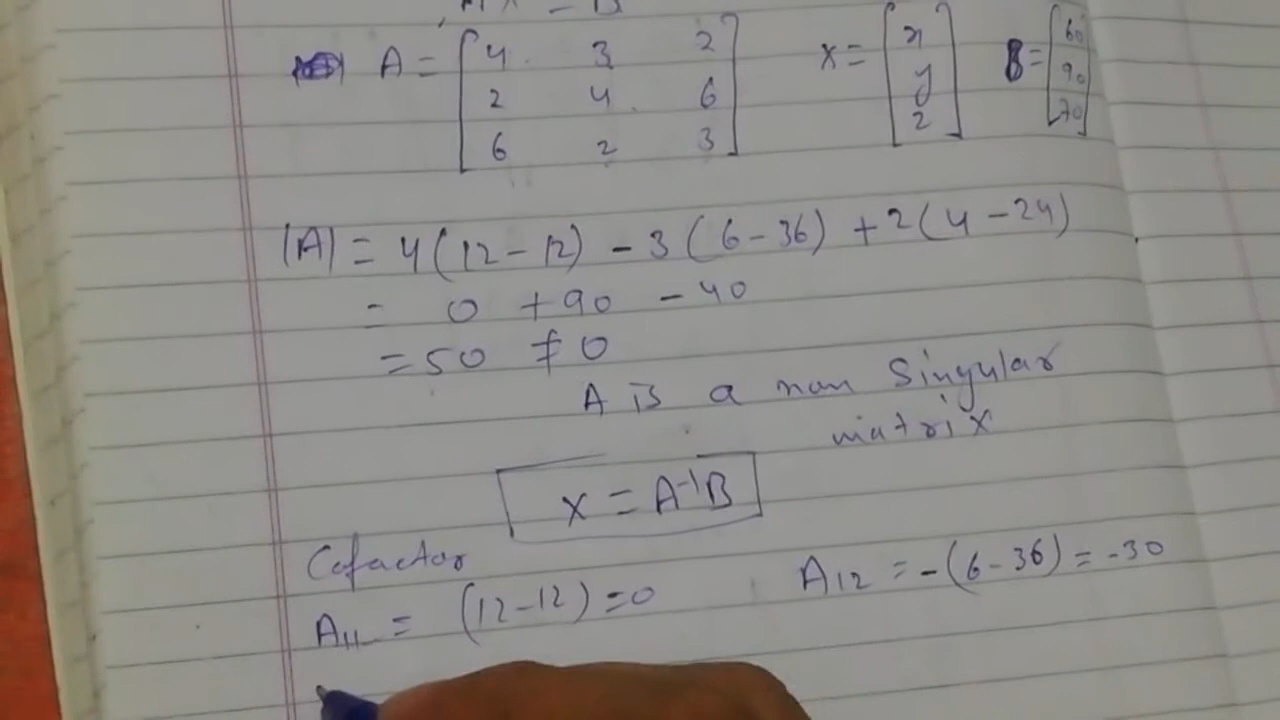 A = [4 3 2 x = [x B = [60
2 4 6 y 90
6 2 3] z] 70]
|A| = 4(12-12) - 3(6-36) + 2(4-24)
= 0 + 90 - 40
= 50 ≠ 0
A is a non Singular
matrix
x = A⁻¹B
Cofactor
A₁₁ = (12-12) = 0 A₁₂ = -(6-36) = -30